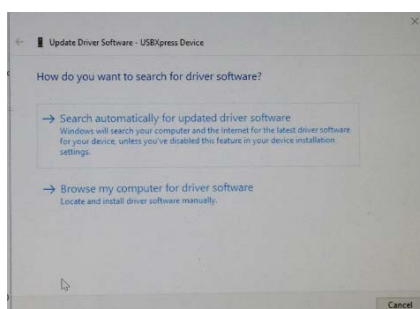 Update Driver Software - USBXpress Device
How do you want to search for driver software?
→ Search automatically for updated driver software
Windows will search your computer and the Internet for the latest driver software
for your device, unless you've disabled this feature in your device installation
settings.
→ Browse my computer for driver software
Locate and install driver software manually.
Cancel